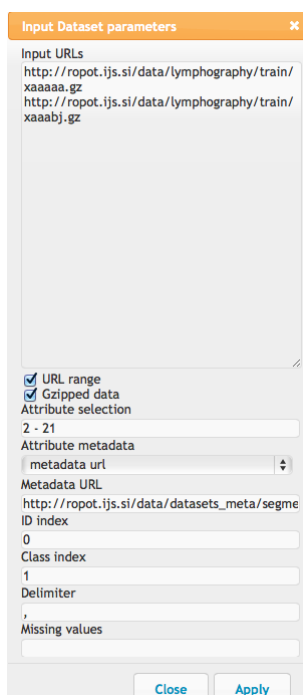 Input Dataset parameters
Input URLs
http://ropot.ijs.si/data/lymphography/train/
xaaaaa.gz
http://ropot.ijs.si/data/lymphography/train/
xaaabj.gz
URL range
Gzipped data
Attribute selection
2 - 21
Attribute metadata
metadata url
Metadata URL
http://ropot.ijs.si/data/datasets_meta/segme
ID index
0
Class index
1
Delimiter
,
Missing values
Close Apply